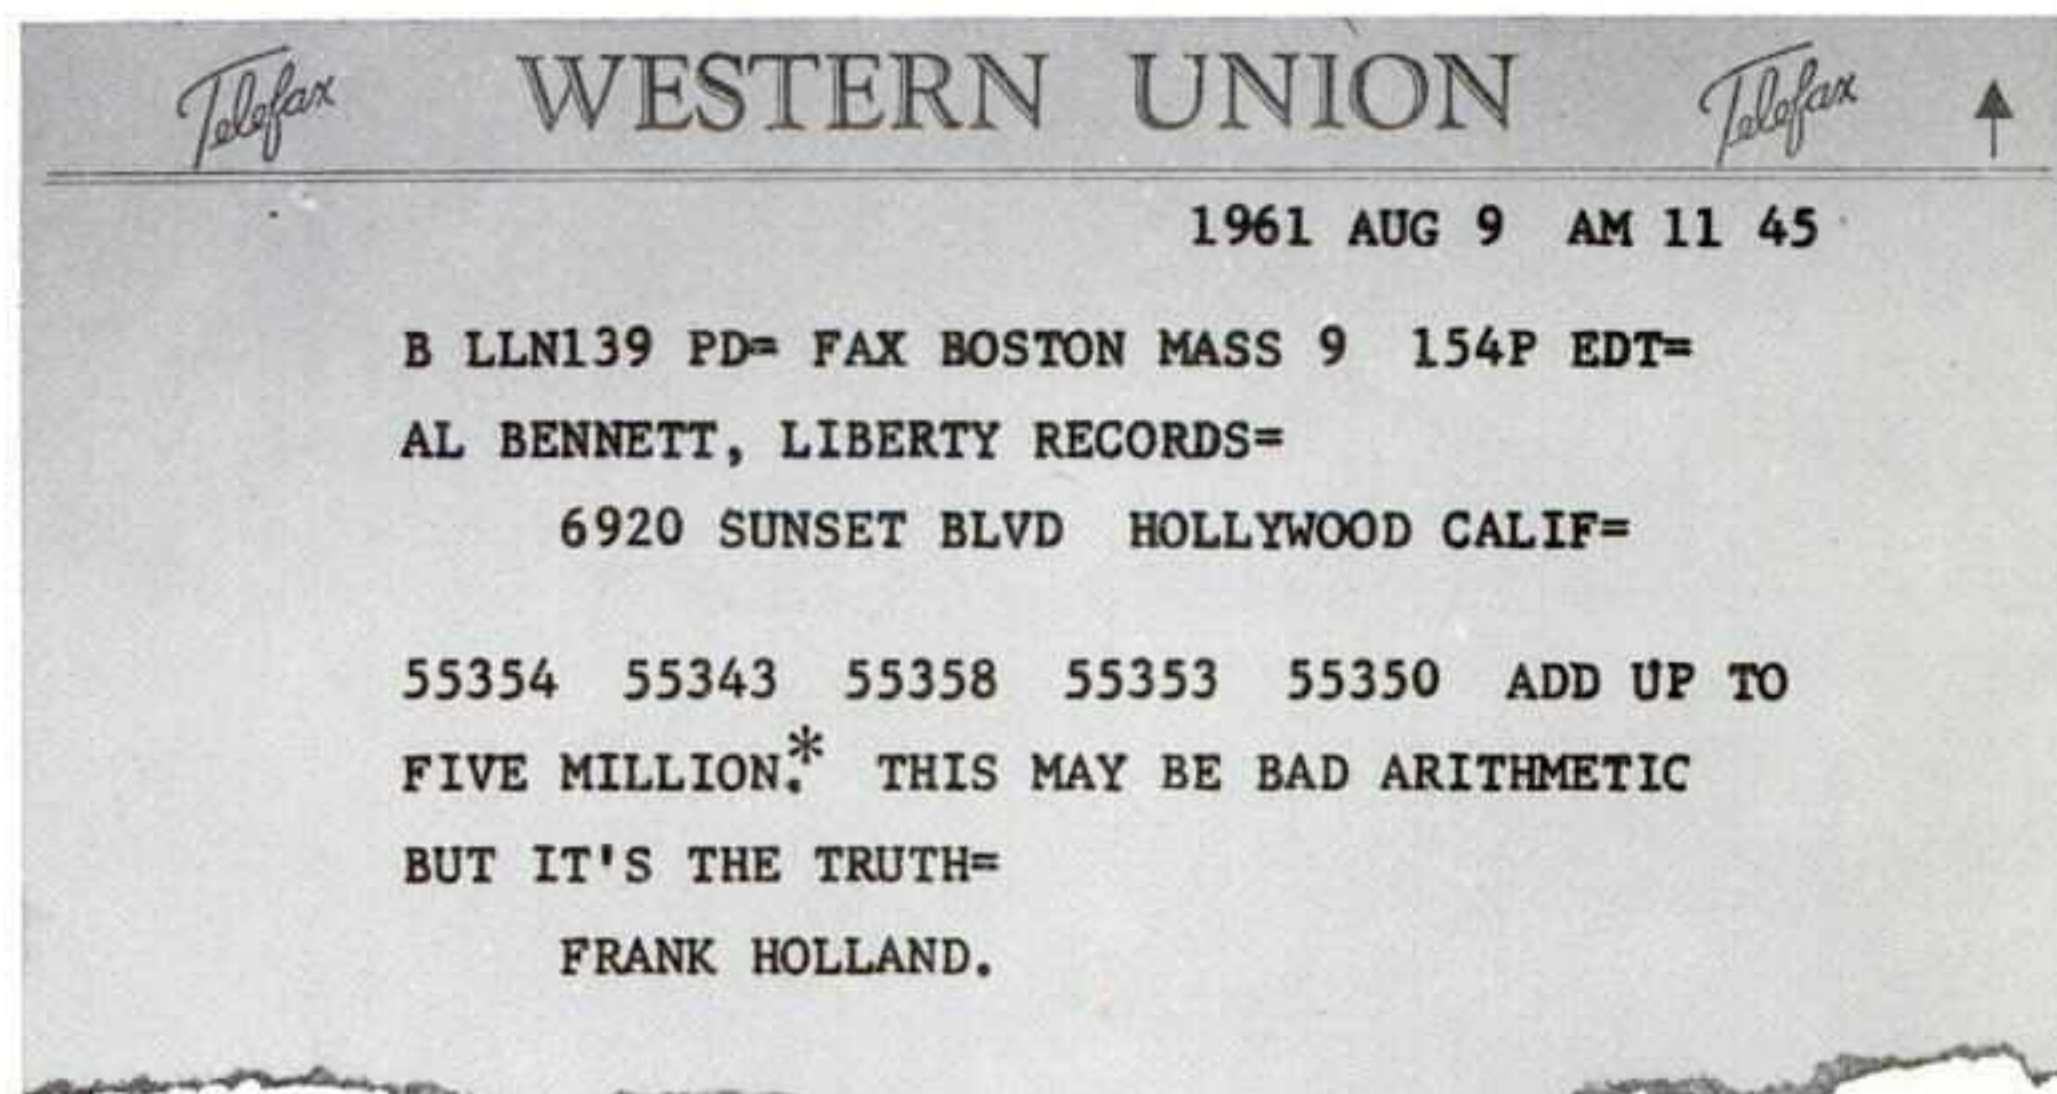 Telefax WESTERN UNION Telefax
1961 AUG 9 AM 11 45
B LLN139 PD= FAX BOSTON MASS 9 154P EDT=
AL BENNETT, LIBERTY RECORDS=
6920 SUNSET BLVD HOLLYWOOD CALIF=
55354 55343 55358 55353 55350 ADD UP TO
FIVE MILLION.* THIS MAY BE BAD ARITHMETIC
BUT IT'S THE TRUTH=
FRANK HOLLAND.